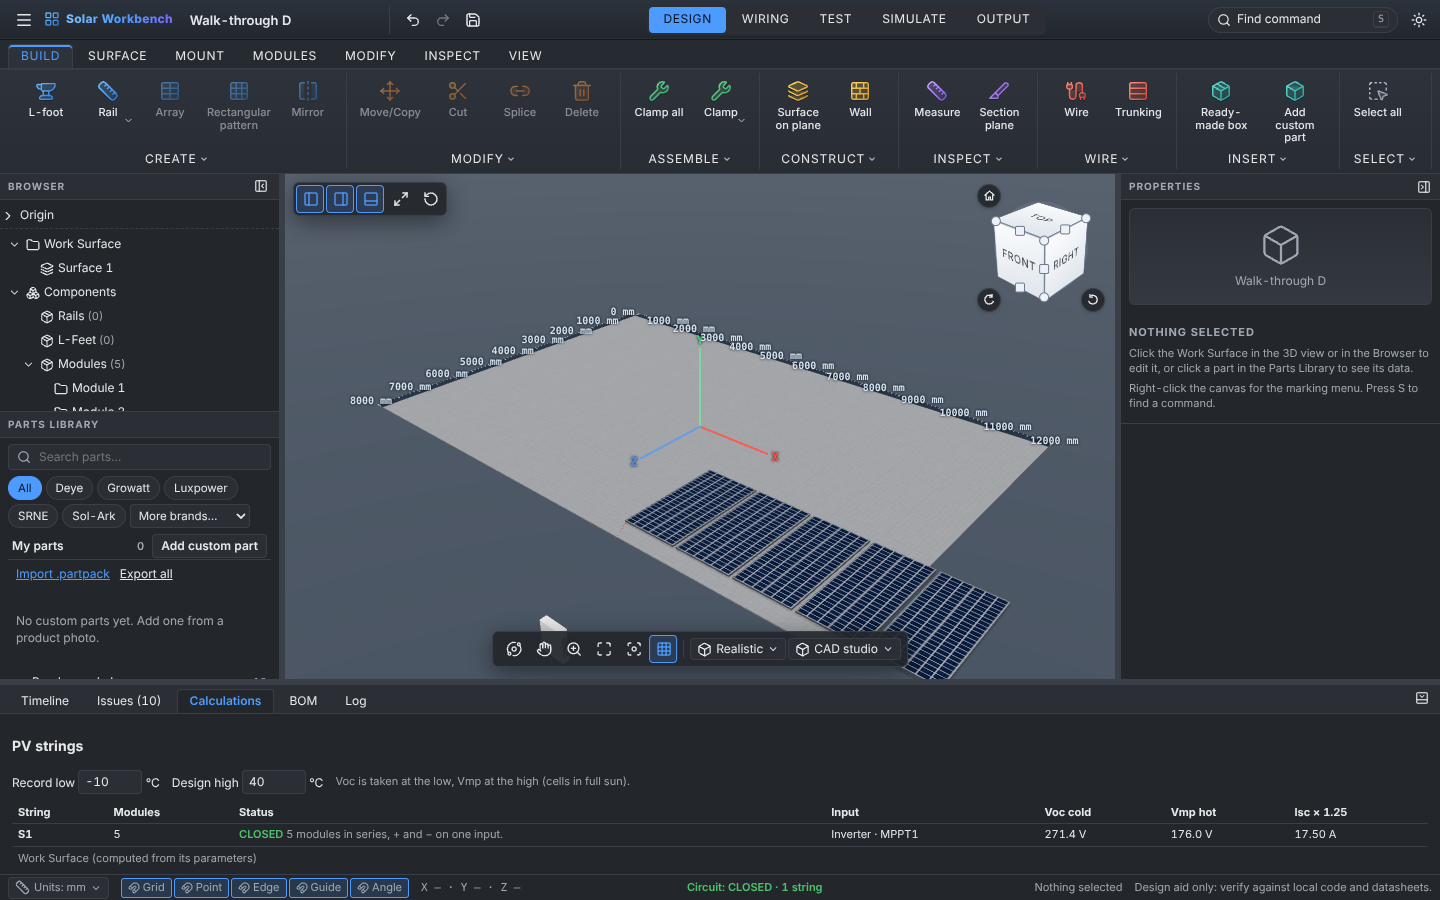 Solar Workbench
Walk-through D
DESIGN
WIRING
TEST
SIMULATE
OUTPUT
Find command
S
BUILD
SURFACE
MOUNT
MODULES
MODIFY
INSPECT
VIEW
L-foot
Rail
Array
Rectangular
pattern
Mirror
CREATE
Move/Copy
Cut
Splice
Delete
MODIFY
Clamp all
Clamp
ASSEMBLE
Surface
on plane
Wall
CONSTRUCT
Measure
Section
plane
INSPECT
Wire
Trunking
WIRE
Ready-
made box
Add
custom
part
INSERT
Select all
SELECT
BROWSER
Origin
Work Surface
Surface 1
Components
Rails (0)
L-Feet (0)
Modules (5)
Module 1
PARTS LIBRARY
Search parts...
All
Deye
Growatt
Luxpower
SRNE
Sol-Ark
More brands...
My parts
0
Add custom part
Import .partpack
Export all
No custom parts yet. Add one from a
product photo.
0 mm
1000 mm
2000 mm
3000 mm
4000 mm
5000 mm
6000 mm
7000 mm
8000 mm
1000 mm
2000 mm
3000 mm
4000 mm
5000 mm
6000 mm
7000 mm
8000 mm
9000 mm
10000 mm
11000 mm
12000 mm
Z
X
TOP
FRONT
RIGHT
Realistic
CAD studio
PROPERTIES
Walk-through D
NOTHING SELECTED
Click the Work Surface in the 3D view or in the Browser to
edit it, or click a part in the Parts Library to see its data.
Right-click the canvas for the marking menu. Press S to
find a command.
Timeline
Issues (10)
Calculations
BOM
Log
PV strings
Record low
-10
°C
Design high
40
°C
Voc is taken at the low, Vmp at the high (cells in full sun).
String
Modules
Status
Input
Voc cold
Vmp hot
Isc × 1.25
S1
5
CLOSED 5 modules in series, + and − on one input.
Inverter · MPPT1
271.4 V
176.0 V
17.50 A
Work Surface (computed from its parameters)
Units: mm
Grid
Point
Edge
Guide
Angle
X — · Y — · Z —
Circuit: CLOSED · 1 string
Nothing selected
Design aid only: verify against local code and datasheets.